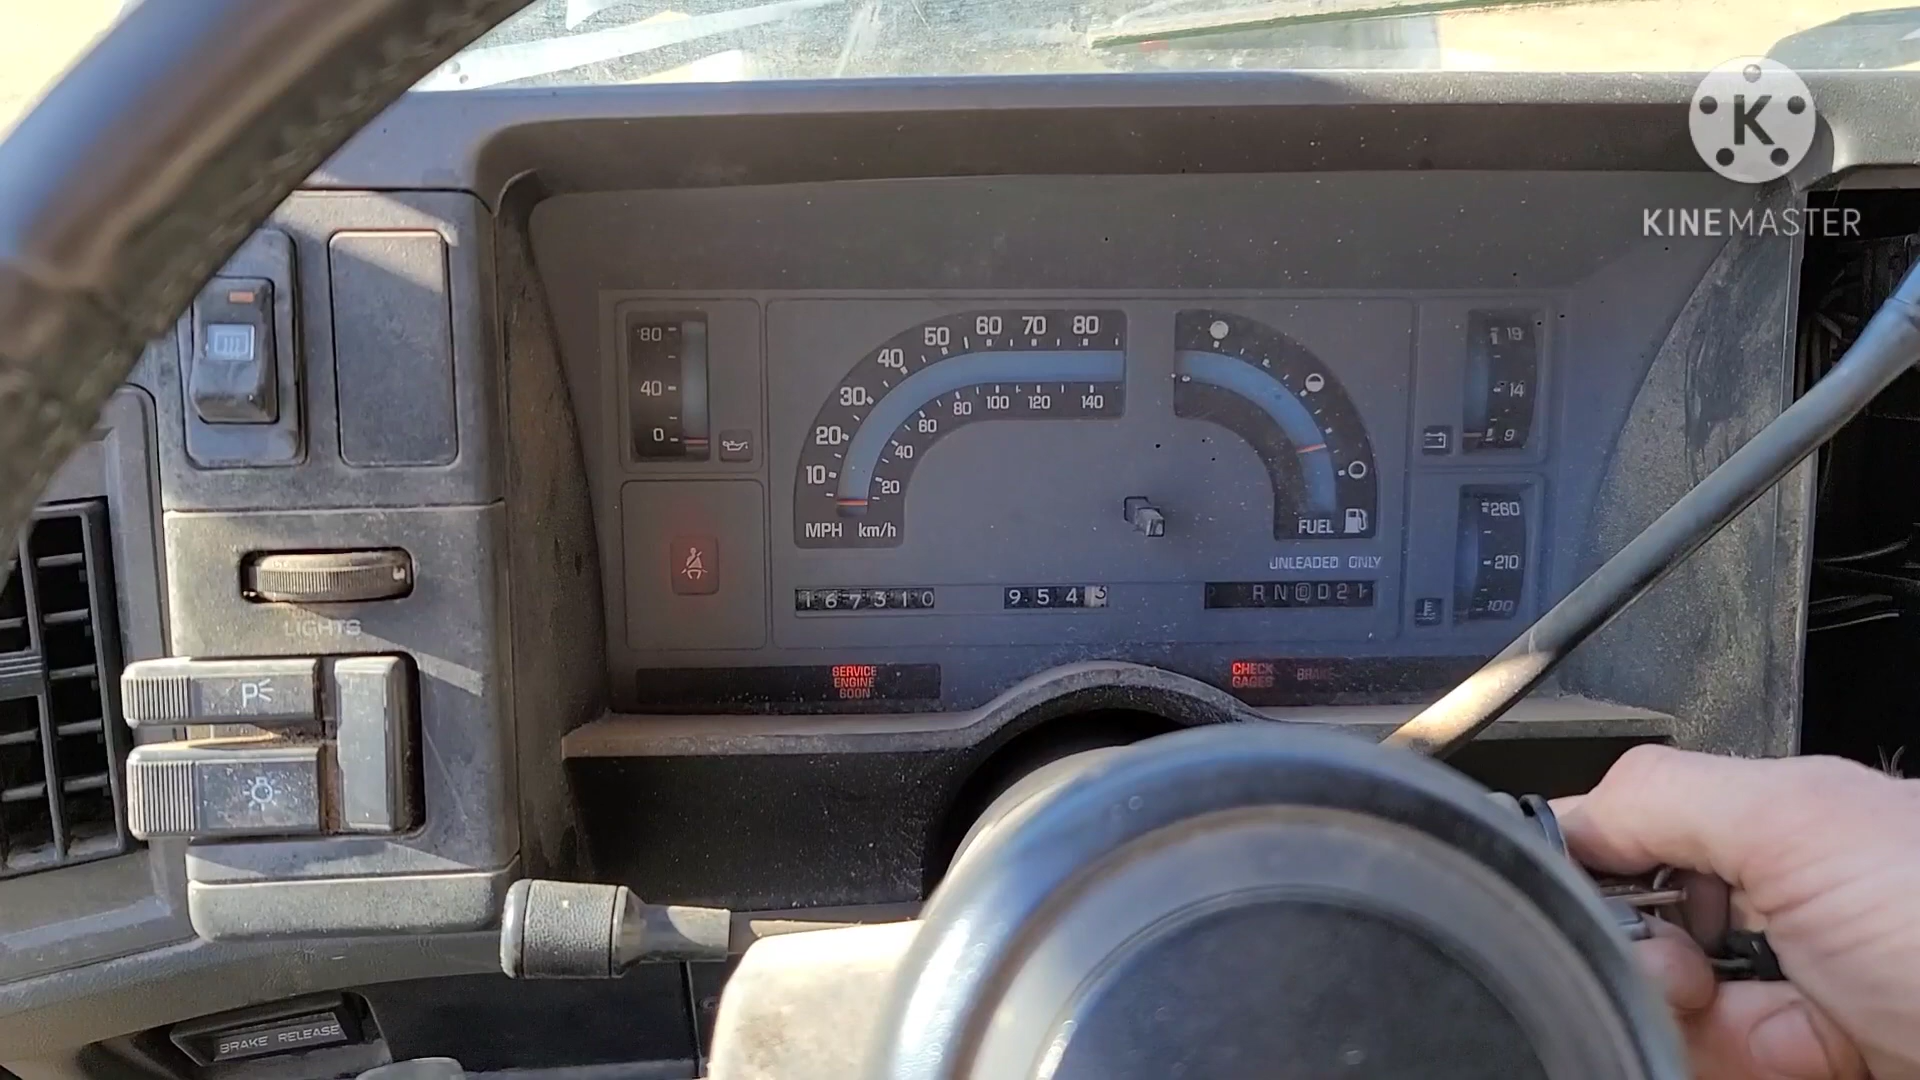 K
KINEMASTER
80
40
0
10
20
30
40
50
60
70
80
20
40
60
80
100
120
140
MPH km/h
FUEL
UNLEADED ONLY
19
14
9
260
210
100
167310
954
R N D D 2 1
SERVICE
ENGINE
SOON
CHECK
GAGES
BRAKE
LIGHTS
P
BRAKE RELEASE